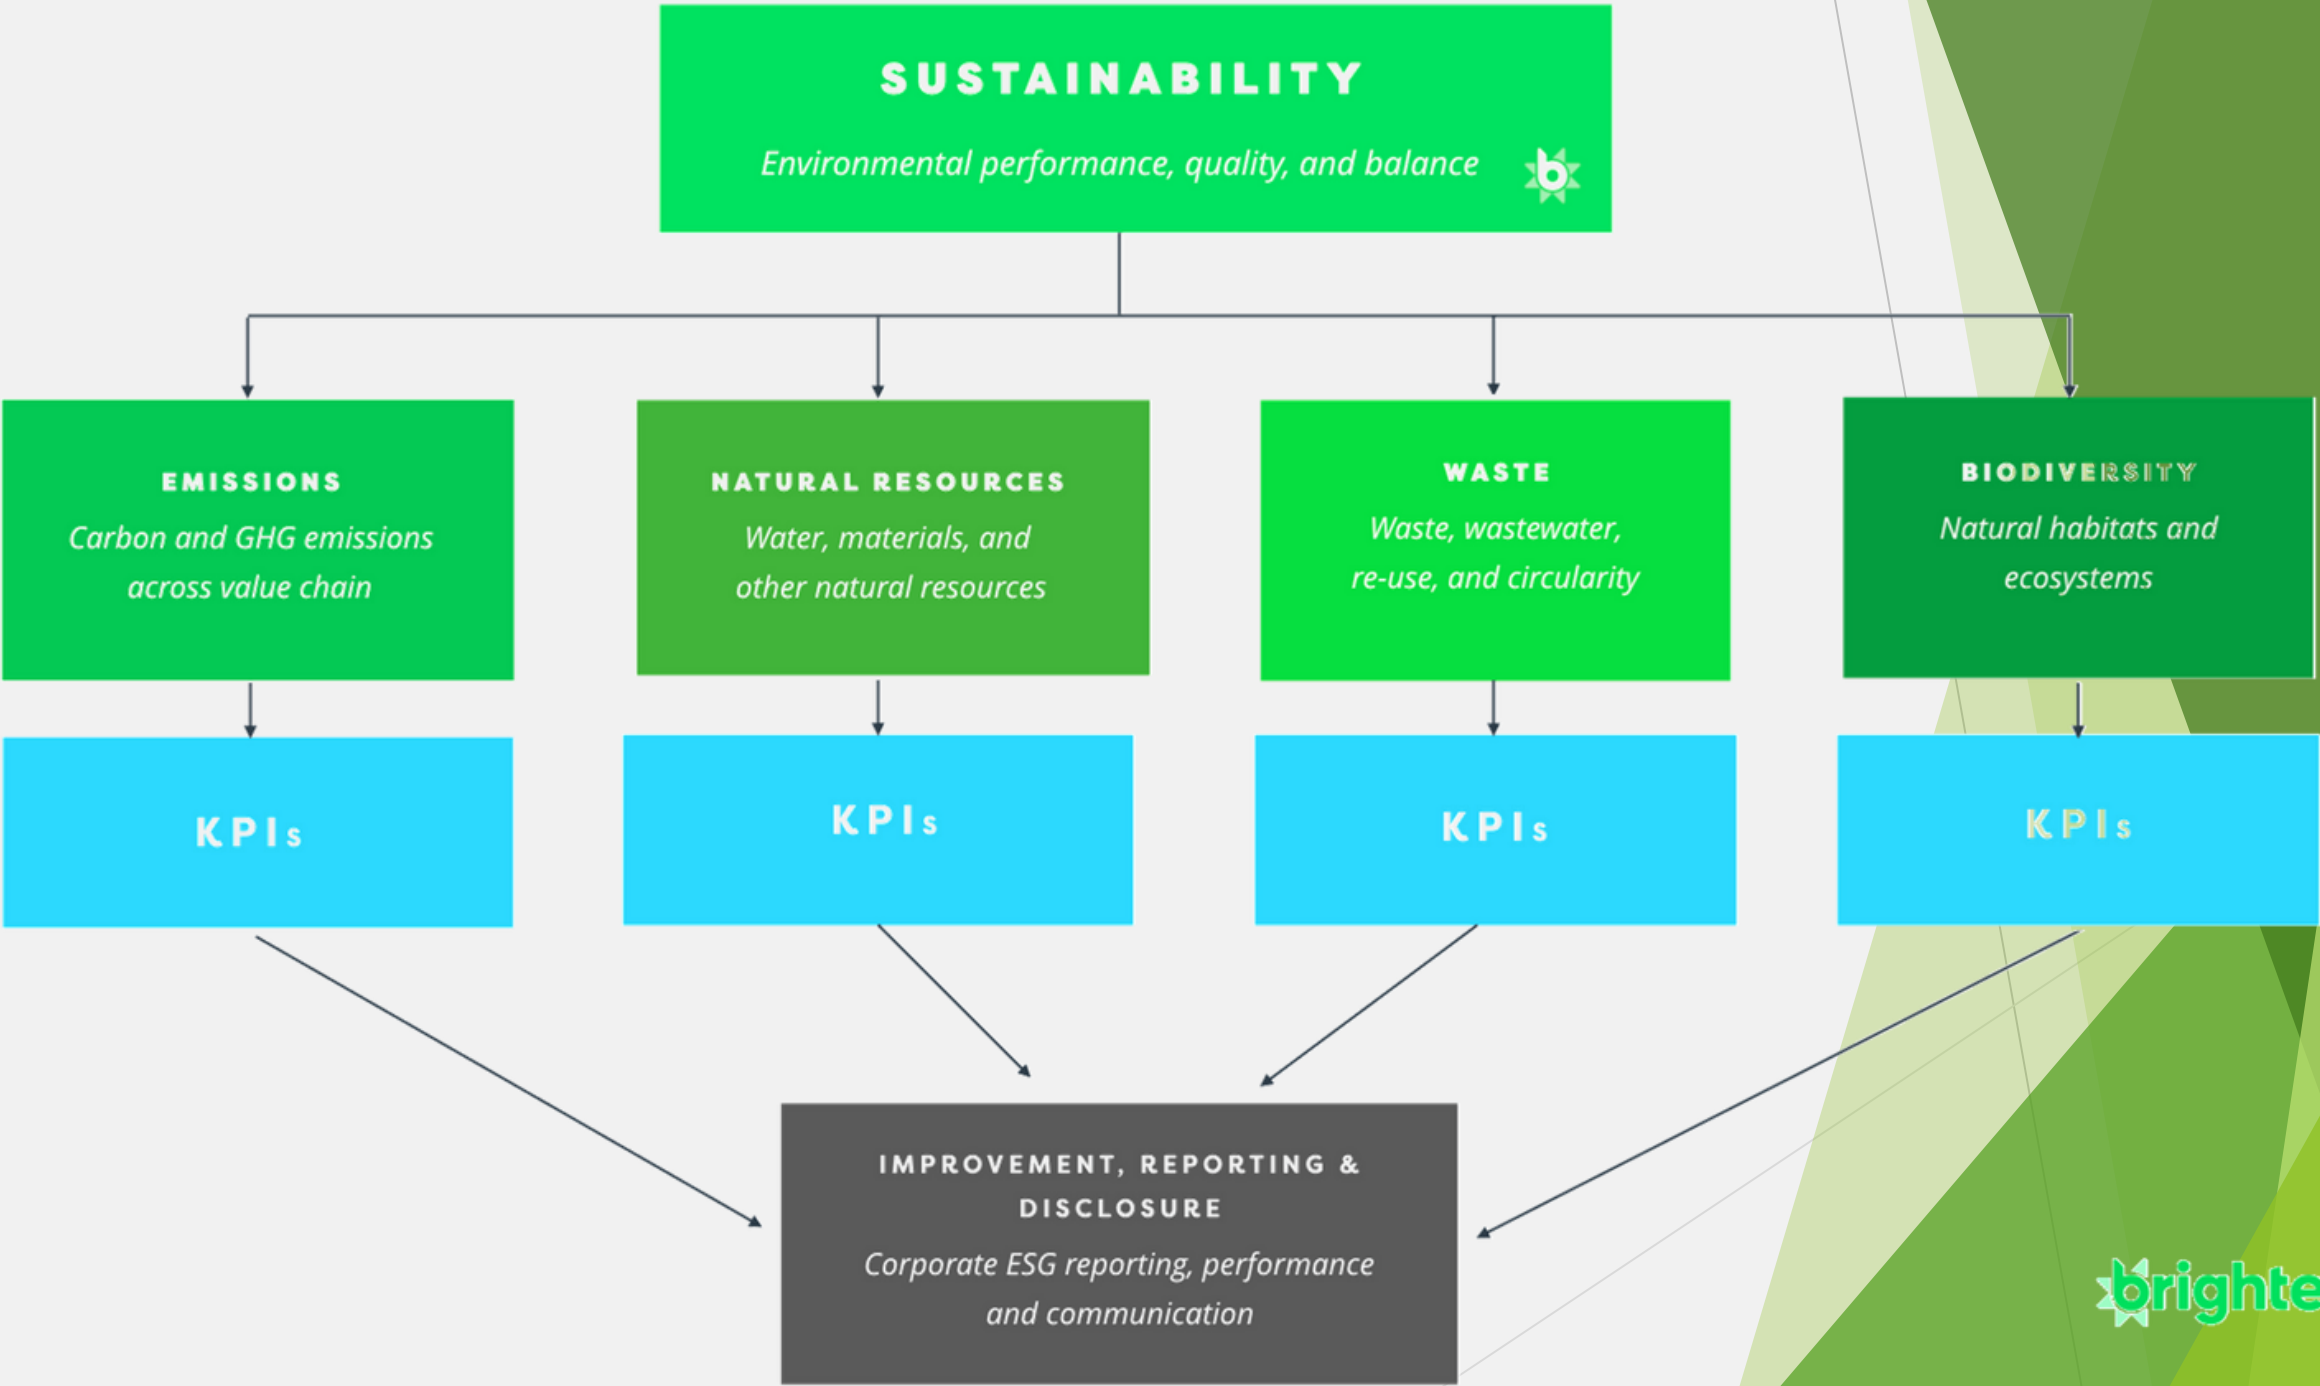 SUSTAINABILITY
Environmental performance, quality, and balance
b
EMISSIONS
Carbon and GHG emissions
across value chain
NATURAL RESOURCES
Water, materials, and
other natural resources
WASTE
Waste, wastewater,
re-use, and circularity
BIODIVERSITY
Natural habitats and
ecosystems
KPIs
KPIs
KPIs
KPIs
IMPROVEMENT, REPORTING &
DISCLOSURE
Corporate ESG reporting, performance
and communication
brighte